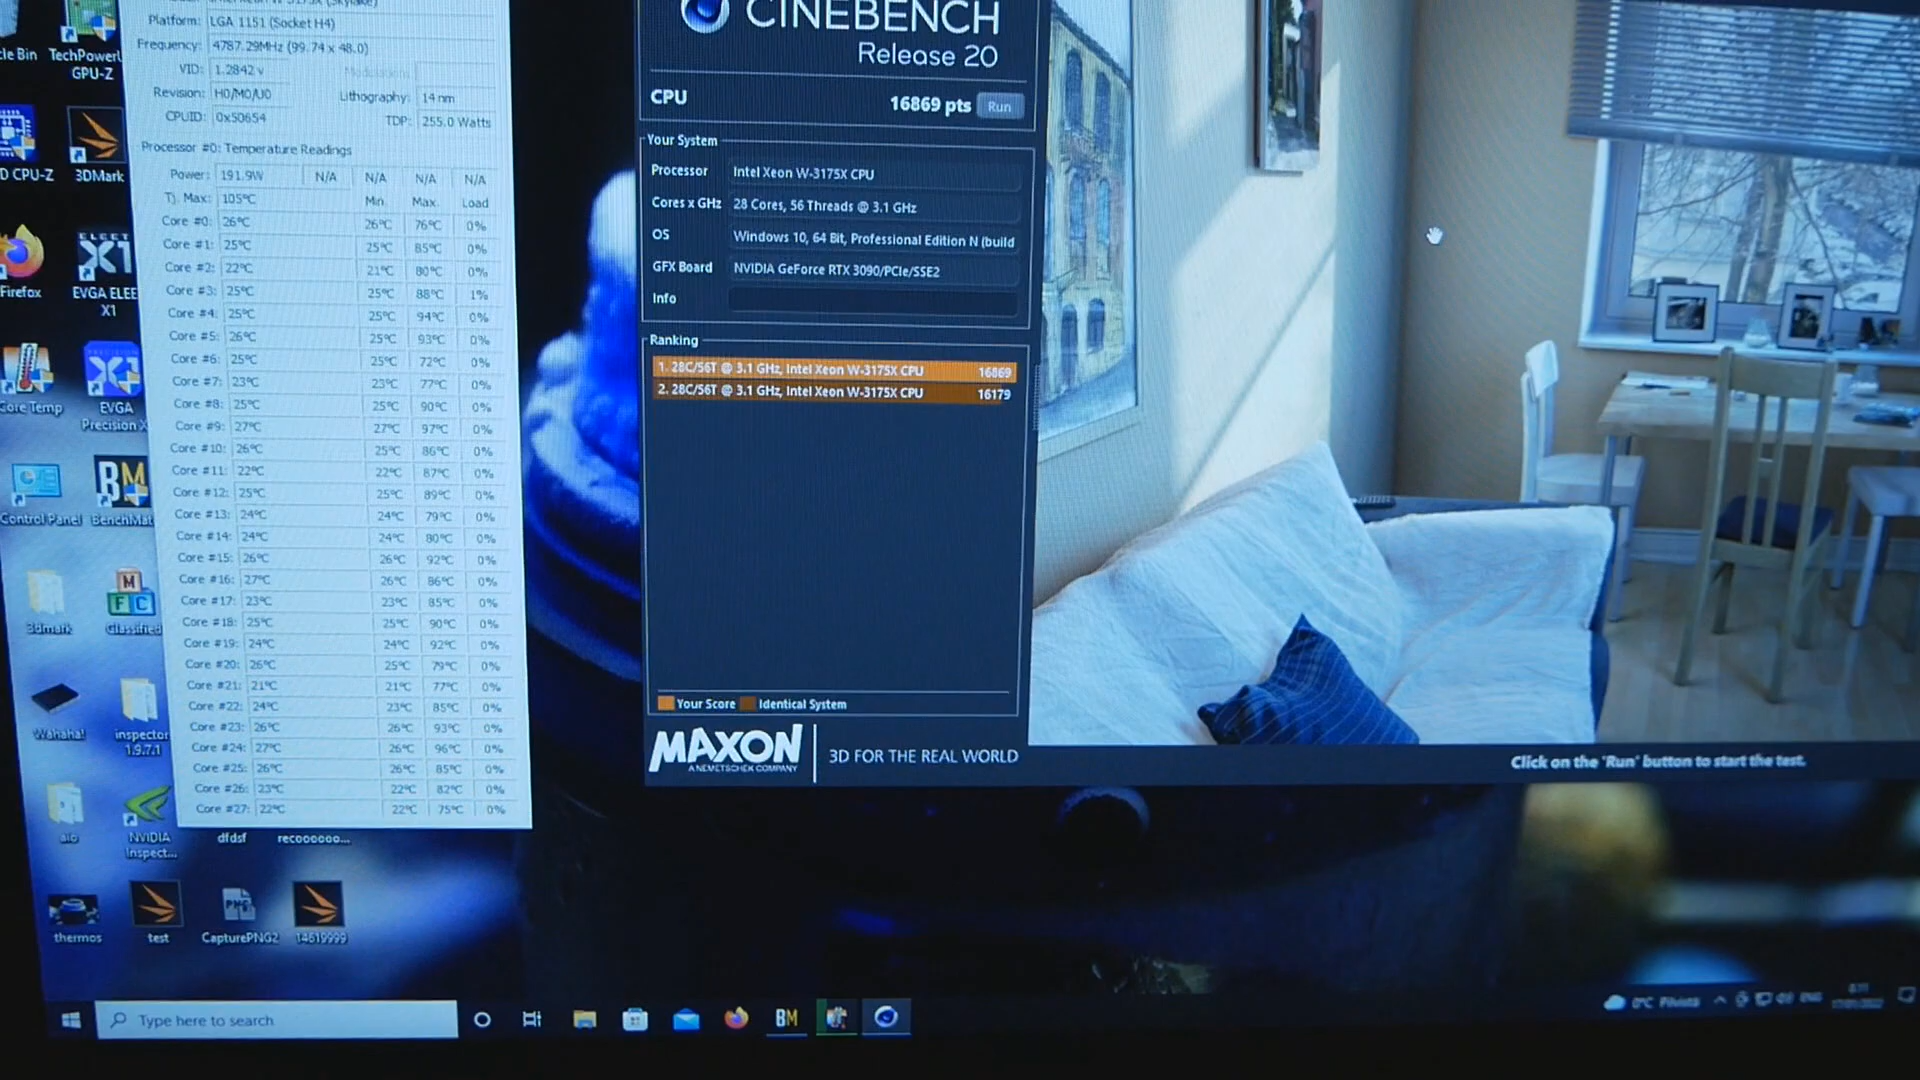 Platform: LGA 1151 (Socket H4)
Frequency: 4787.29MHz (99.74 x 48.0)
VID: 1.2842 v
Revision: H0/M0/U0 Lithography: 14 nm
CPUID: 0x50654 TDP: 255.0 Watts
Processor #0: Temperature Readings
Power: 191.9W N/A N/A N/A N/A
Tj. Max: 105°C Min. Max. Load
Core #0: 26°C 26°C 76°C 0%
Core #1: 25°C 25°C 85°C 0%
Core #2: 22°C 21°C 80°C 0%
Core #3: 25°C 25°C 88°C 1%
Core #4: 25°C 25°C 94°C 0%
Core #5: 26°C 25°C 93°C 0%
Core #6: 25°C 25°C 72°C 0%
Core #7: 23°C 23°C 77°C 0%
Core #8: 25°C 25°C 90°C 0%
Core #9: 27°C 27°C 97°C 0%
Core #10: 26°C 25°C 86°C 0%
Core #11: 22°C 22°C 87°C 0%
Core #12: 25°C 25°C 89°C 0%
Core #13: 24°C 24°C 79°C 0%
Core #14: 24°C 24°C 80°C 0%
Core #15: 26°C 26°C 92°C 0%
Core #16: 27°C 26°C 86°C 0%
Core #17: 23°C 23°C 85°C 0%
Core #18: 25°C 25°C 90°C 0%
Core #19: 24°C 24°C 92°C 0%
Core #20: 26°C 25°C 79°C 0%
Core #21: 21°C 21°C 77°C 0%
Core #22: 24°C 23°C 85°C 0%
Core #23: 26°C 26°C 93°C 0%
Core #24: 27°C 26°C 96°C 0%
Core #25: 26°C 26°C 85°C 0%
Core #26: 23°C 22°C 82°C 0%
Core #27: 22°C 22°C 75°C 0%
CINEBENCH
Release 20
CPU 16869 pts Run
Your System
Processor Intel Xeon W-3175X CPU
Cores x GHz 28 Cores, 56 Threads @ 3.1 GHz
OS Windows 10, 64 Bit, Professional Edition N (build
GFX Board NVIDIA GeForce RTX 3090/PCIe/SSE2
Info
Ranking
1. 28C/56T @ 3.1 GHz, Intel Xeon W-3175X CPU 16869
2. 28C/56T @ 3.1 GHz, Intel Xeon W-3175X CPU 16179
Your Score Identical System
MAXON
A NEMETSCHEK COMPANY
3D FOR THE REAL WORLD
Click on the 'Run' button to start the test.
cle Bin
TechPowerU
GPU-Z
D CPU-Z
3DMark
Firefox
ELEET
X1
EVGA ELEE
X1
Core Temp
PRECISION
EVGA
Precision X
Control Panel
BM
BenchMat
3dmark
M
F C
Classified
Wahaha!
inspector
1.9.7.1
aio
NVIDIA
Inspect...
dfdsf
recoooooo...
thermos
test
PNG
CapturePNG2
14619999
Type here to search
BM
0°C
ENG